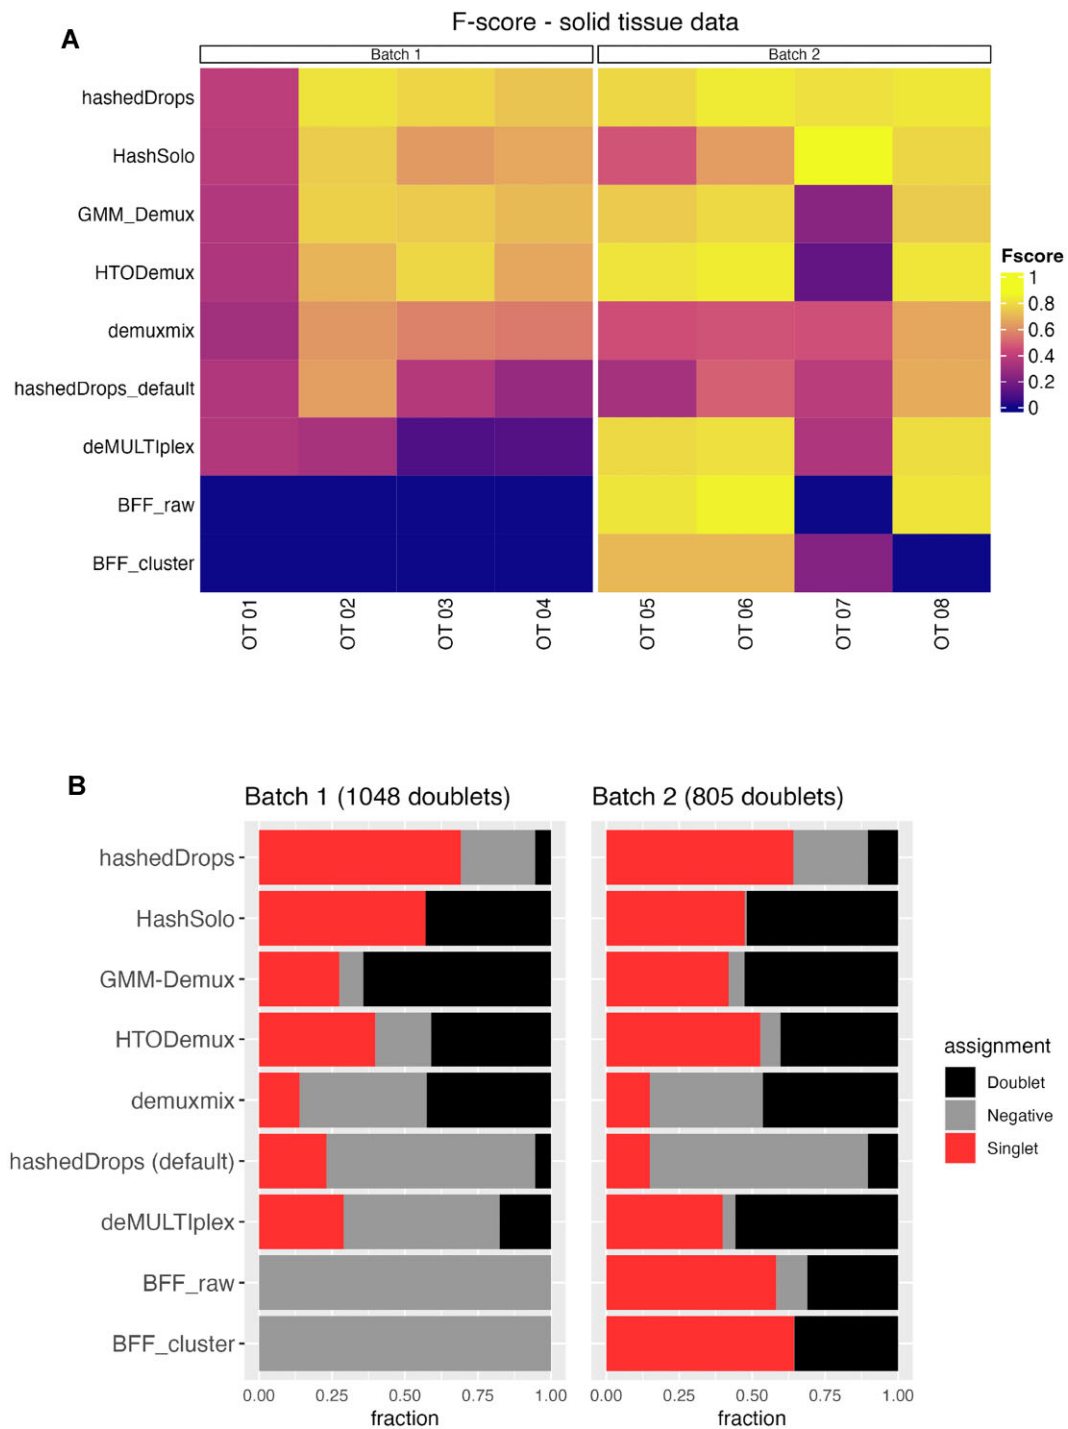 A
F-score - solid tissue data
Batch 1 Batch 2
hashedDrops
HashSolo
GMM_Demux
HTODemux
demuxmix
hashedDrops_default
deMULTIplex
BFF_raw
BFF_cluster
OT 01 OT 02 OT 03 OT 04 OT 05 OT 06 OT 07 OT 08
Fscore
1
0.8
0.6
0.4
0.2
0
B
Batch 1 (1048 doublets) Batch 2 (805 doublets)
hashedDrops
HashSolo
GMM-Demux
HTODemux
demuxmix
hashedDrops (default)
deMULTIplex
BFF_raw
BFF_cluster
0.00 0.25 0.50 0.75 1.00 0.00 0.25 0.50 0.75 1.00
fraction fraction
assignment
Doublet
Negative
Singlet